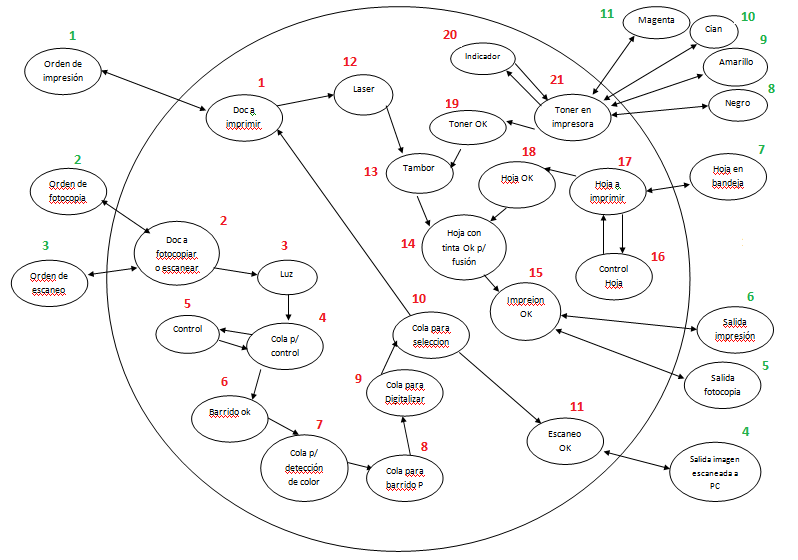 11
Magenta
10
Cian
9
Amarillo
8
Negro
1
Orden de
impresión
20
Indicador
21
Toner en
impresora
12
Laser
1
Doc a
imprimir
19
Toner OK
2
Orden de
fotocopia
13
Tambor
18
Hoja OK
17
Hoja a
imprimir
7
Hoja en
bandeja
3
Orden de
escaneo
2
Doc a
fotocopiar
o escanear
3
Luz
14
Hoja con
tinta Ok p/
fusión
16
Control
Hoja
15
Impreion
OK
6
Salida
impresión
5
Control
4
Cola p/
control
10
Cola para
seleccion
5
Salida
fotocopia
6
Barrido ok
9
Cola para
Digitalizar
7
Cola p/
detección
de color
8
Cola para
barrido P
11
Escaneo
OK
4
Salida imagen
escaneada a
PC